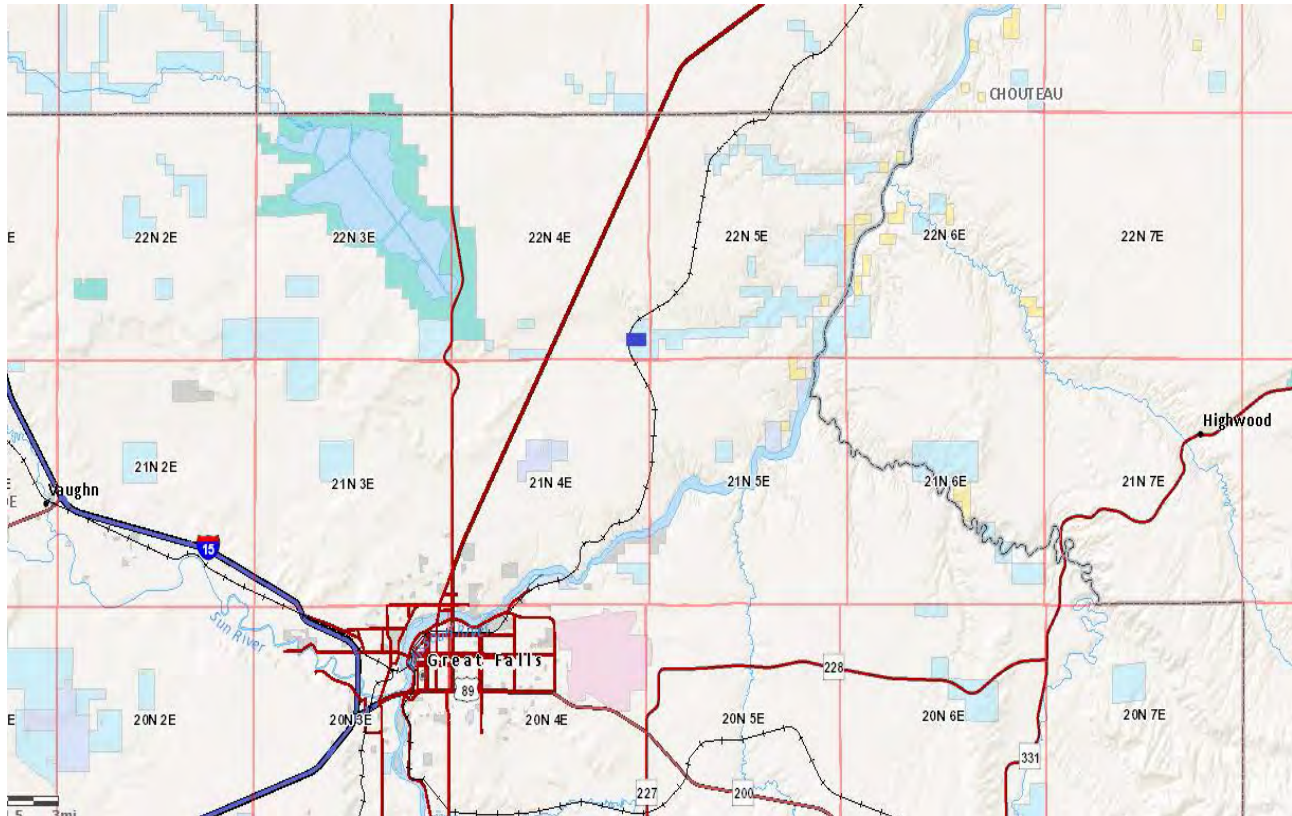 CHOUTEAU
E
22N 2E
22N 3E
22N 4E
22N 5E
22N 6E
22N 7E
Highwood
21N 2E
21N 3E
21N 4E
21N 5E
21N 6E
21N 7E
Vaughn
15
Sun River
Great Falls
228
89
E
20N 2E
20N 3E
20N 4E
20N 5E
20N 6E
20N 7E
331
227
200
5 3mi